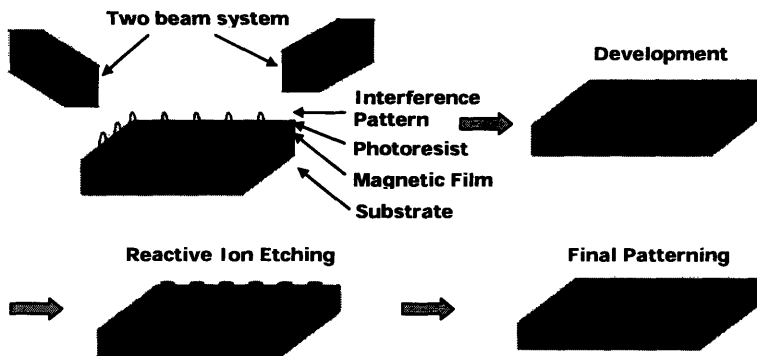 Two beam system
Development
Interference
Pattern
Photoresist
Magnetic Film
Substrate
Reactive Ion Etching
Final Patterning